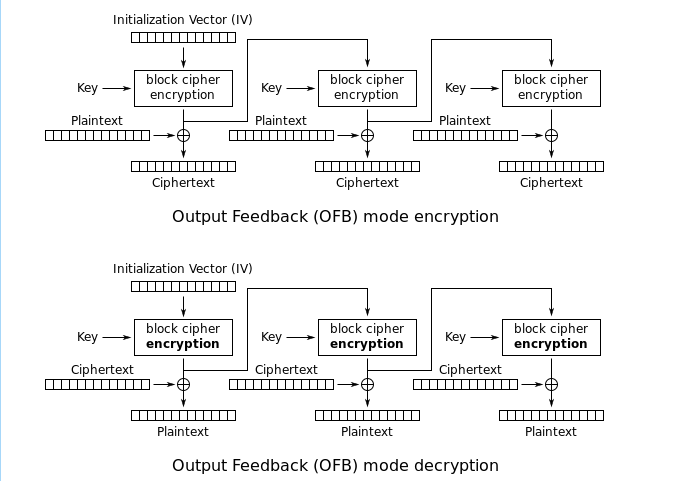 Initialization Vector (IV)
Key
block cipher
encryption
Key
block cipher
encryption
Key
block cipher
encryption
Plaintext
Plaintext
Plaintext
Ciphertext
Ciphertext
Ciphertext
Output Feedback (OFB) mode encryption
Initialization Vector (IV)
Key
block cipher
encryption
Key
block cipher
encryption
Key
block cipher
encryption
Ciphertext
Ciphertext
Ciphertext
Plaintext
Plaintext
Plaintext
Output Feedback (OFB) mode decryption